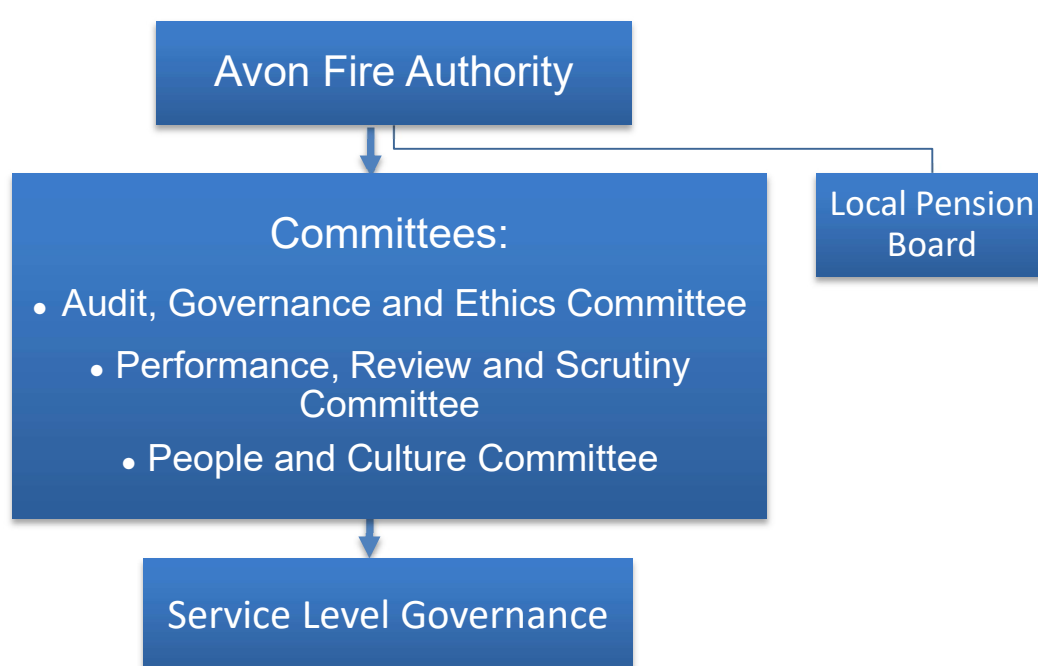 Avon Fire Authority
Local Pension
Board
Committees:
• Audit, Governance and Ethics Committee
• Performance, Review and Scrutiny
Committee
• People and Culture Committee
Service Level Governance